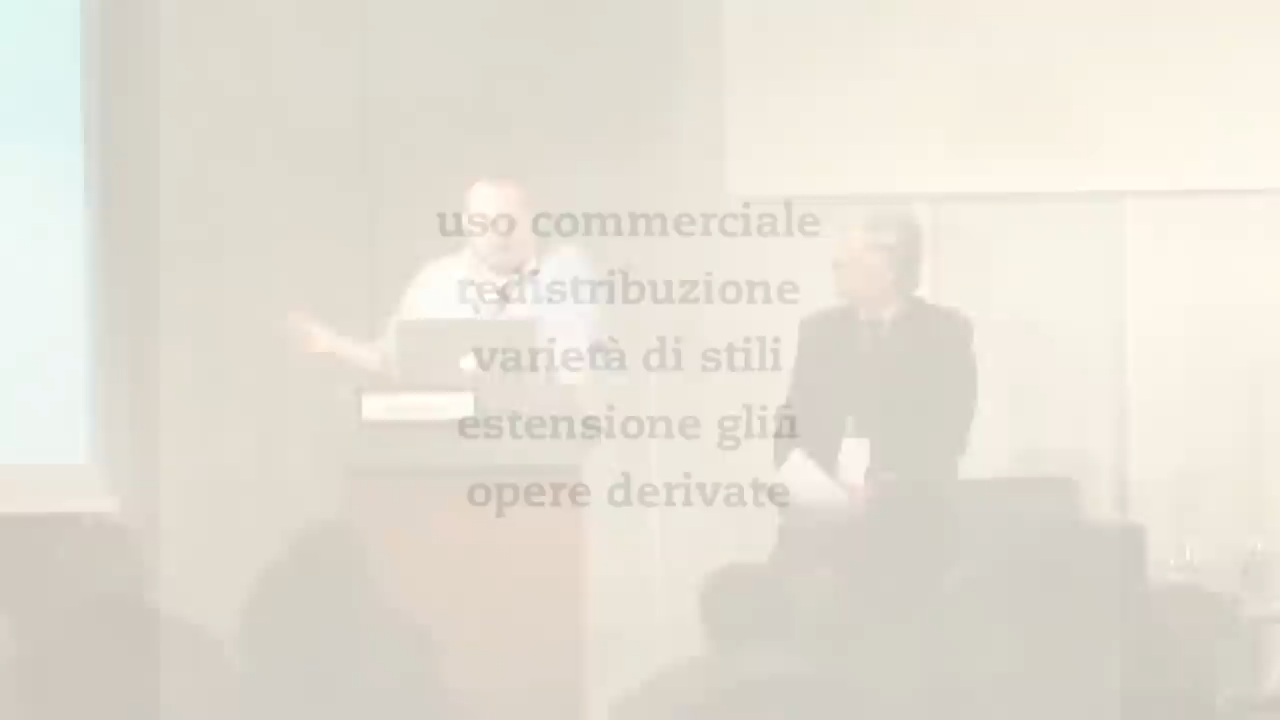 uso commerciale
redistribuzione
varietà di stili
estensione glifi
opere derivate